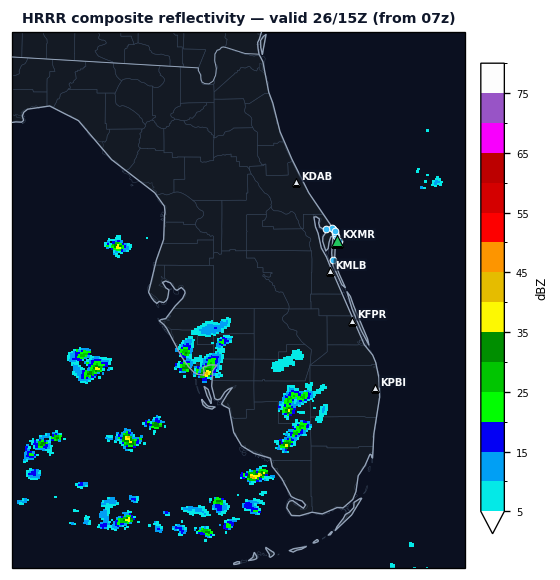 HRRR composite reflectivity — valid 26/15Z (from 07z)
KDAB
KXMR
KMLB
KFPR
KPBI
75
65
55
45
35
25
15
5
dBZ